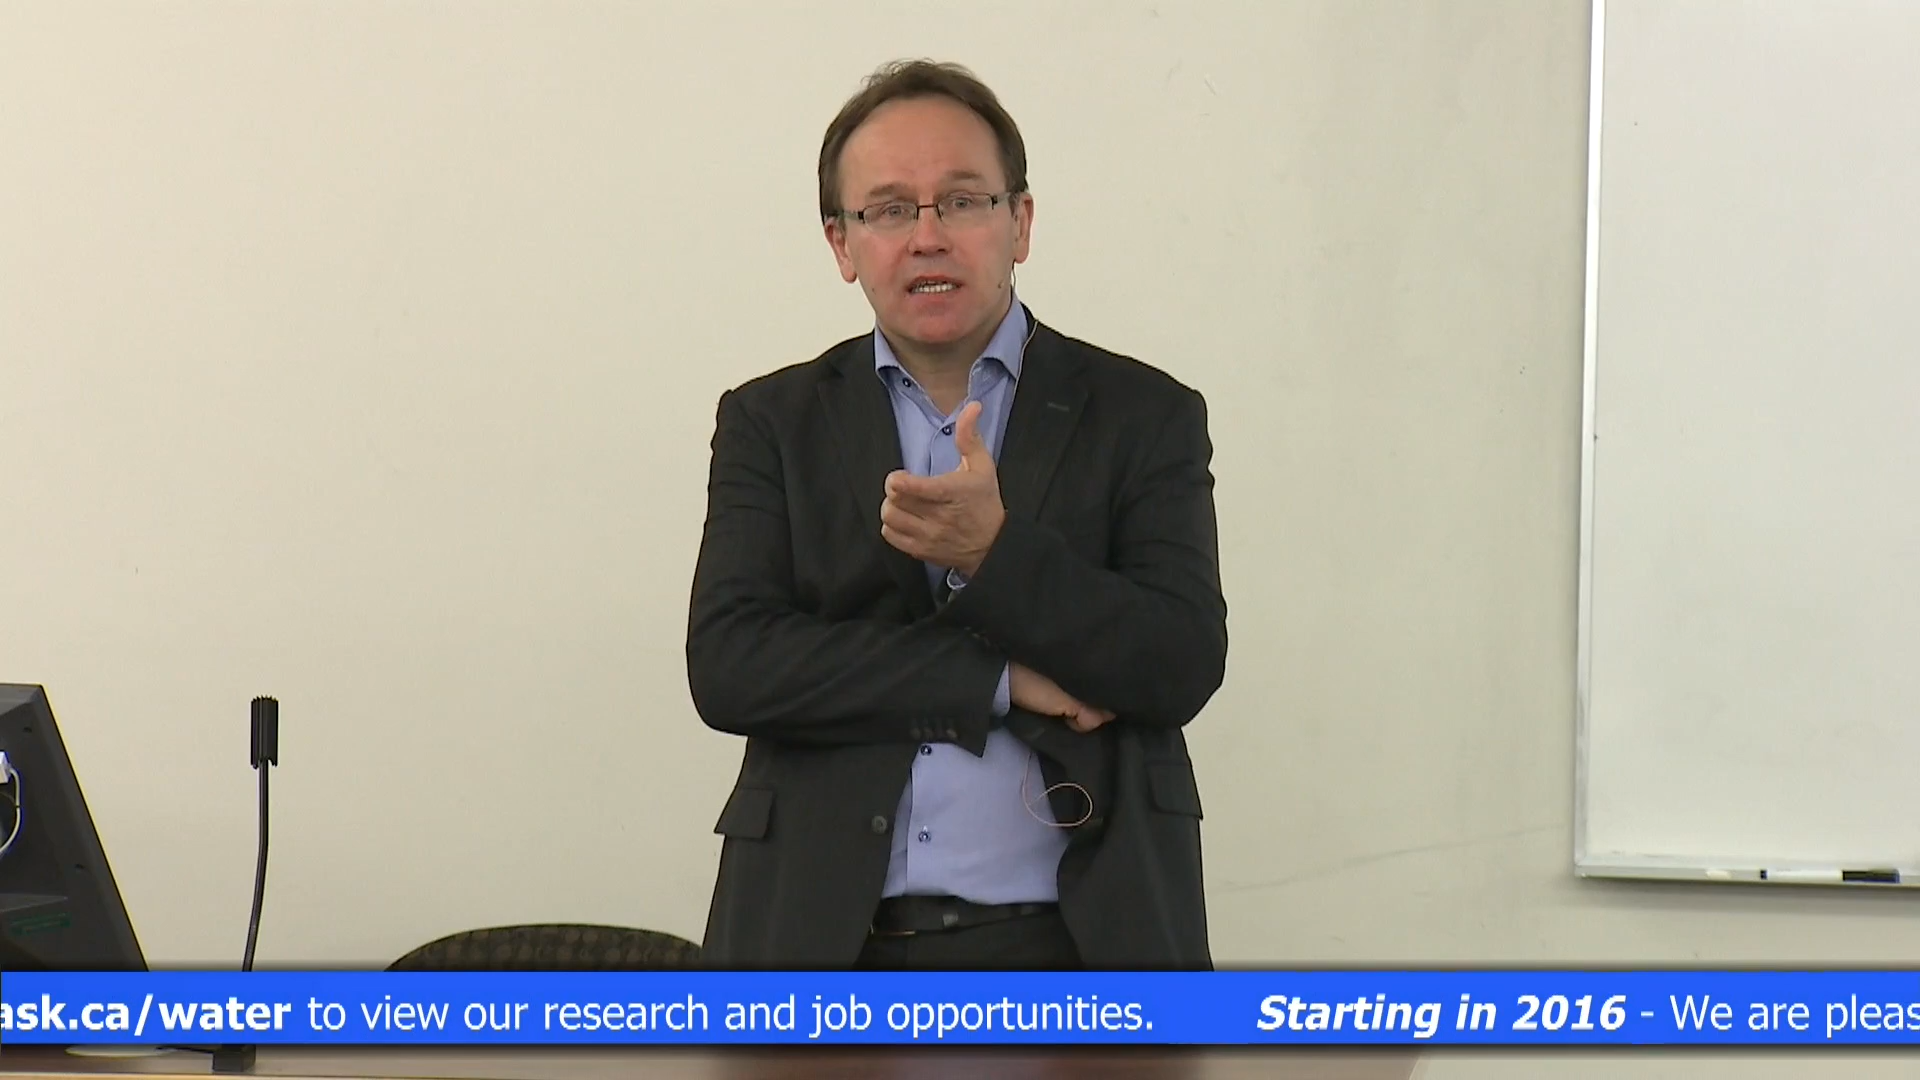 ask.ca/water to view our research and job opportunities. Starting in 2016 - We are pleas